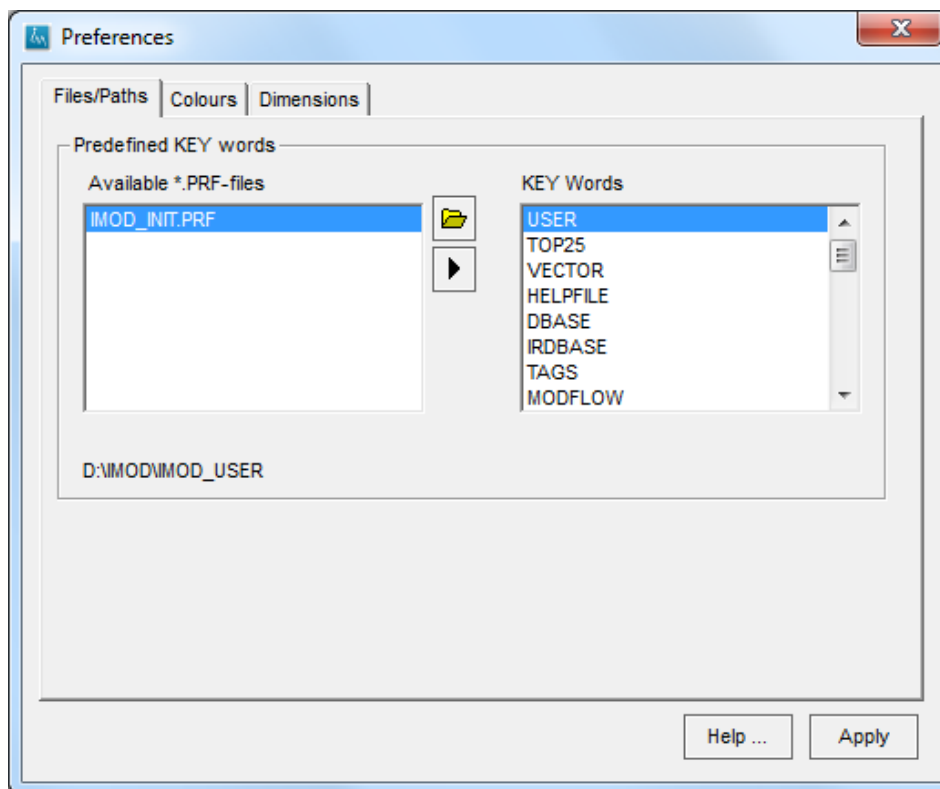 Preferences
Files/Paths Colours Dimensions
Predefined KEY words
Available *.PRF-files
IMOD_INIT.PRF
KEY Words
USER
TOP25
VECTOR
HELPFILE
DBASE
IRDBASE
TAGS
MODFLOW
D:\IMOD\IMOD_USER
Help ... Apply